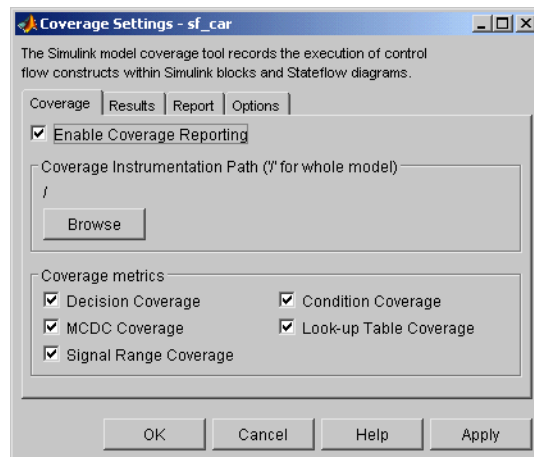 Coverage Settings - sf_car
The Simulink model coverage tool records the execution of control
flow constructs within Simulink blocks and Stateflow diagrams.
Coverage Results Report Options
Enable Coverage Reporting
Coverage Instrumentation Path ('/' for whole model)
/
Browse
Coverage metrics
Decision Coverage Condition Coverage
MCDC Coverage Look-up Table Coverage
Signal Range Coverage
OK Cancel Help Apply